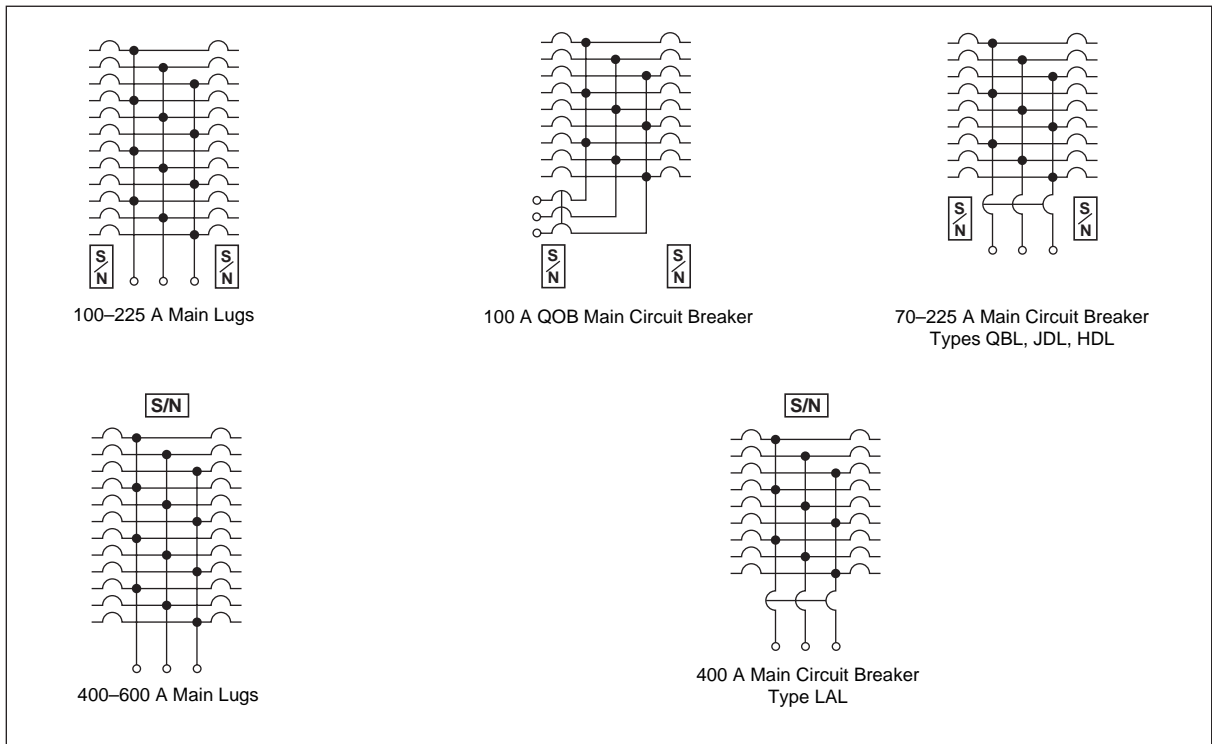 S/N S/N
100–225 A Main Lugs
S/N S/N
100 A QOB Main Circuit Breaker
S/N S/N
70–225 A Main Circuit Breaker
Types QBL, JDL, HDL
S/N
400–600 A Main Lugs
S/N
400 A Main Circuit Breaker
Type LAL